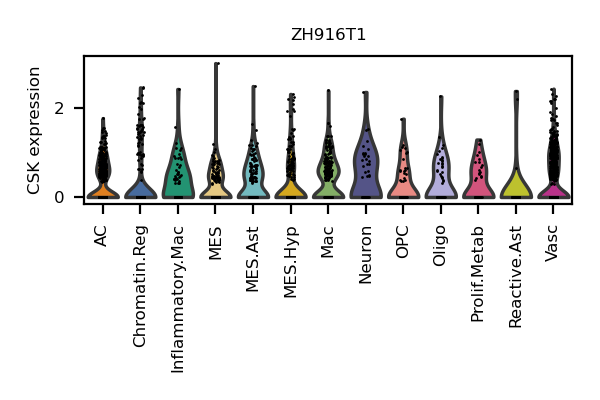 ZH916T1
CSK expression
2
0
AC
Chromatin.Reg
Inflammatory.Mac
MES
MES.Ast
MES.Hyp
Mac
Neuron
OPC
Oligo
Prolif.Metab
Reactive.Ast
Vasc